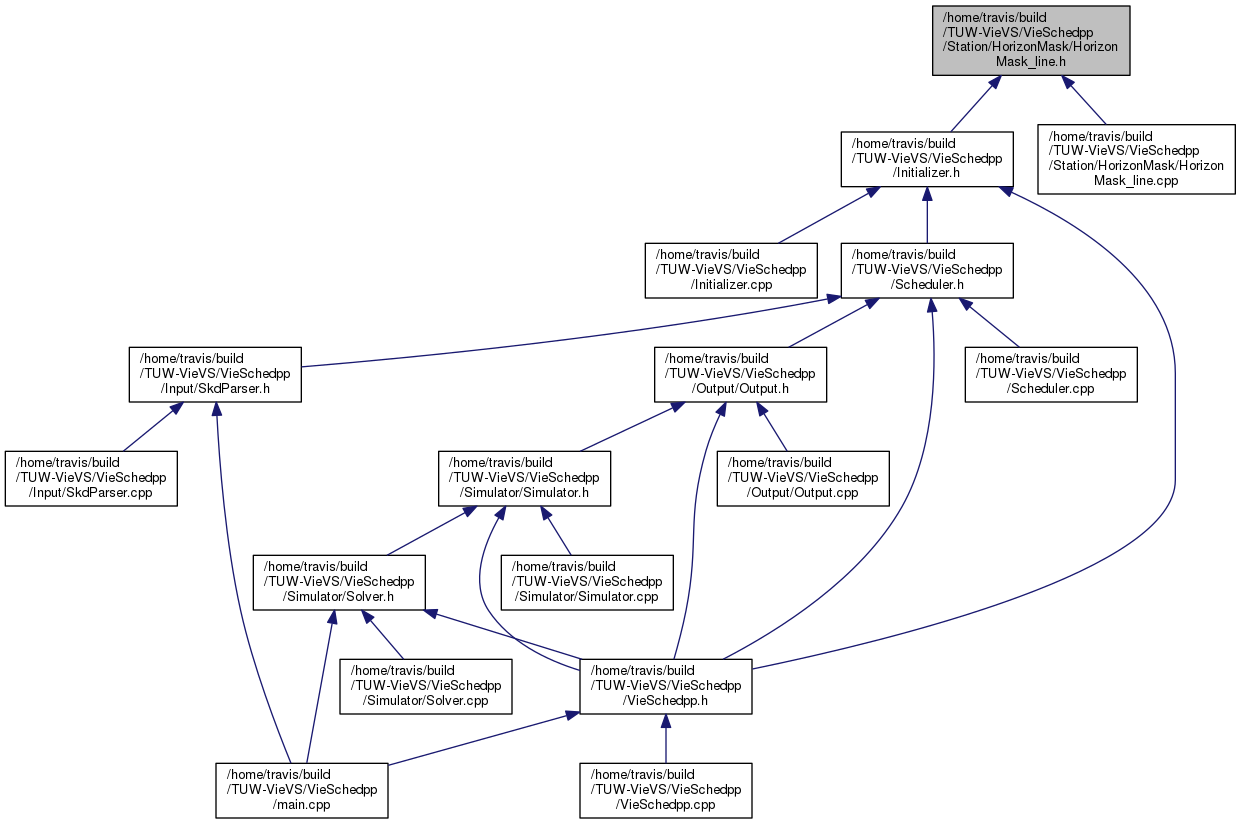 /home/travis/build
/TUW-VieVS/VieSchedpp
/Station/HorizonMask/Horizon
Mask_line.h
/home/travis/build
/TUW-VieVS/VieSchedpp
/Initializer.h
/home/travis/build
/TUW-VieVS/VieSchedpp
/Station/HorizonMask/Horizon
Mask_line.cpp
/home/travis/build
/TUW-VieVS/VieSchedpp
/Initializer.cpp
/home/travis/build
/TUW-VieVS/VieSchedpp
/Scheduler.h
/home/travis/build
/TUW-VieVS/VieSchedpp
/Input/SkdParser.h
/home/travis/build
/TUW-VieVS/VieSchedpp
/Output/Output.h
/home/travis/build
/TUW-VieVS/VieSchedpp
/Scheduler.cpp
/home/travis/build
/TUW-VieVS/VieSchedpp
/Input/SkdParser.cpp
/home/travis/build
/TUW-VieVS/VieSchedpp
/Simulator/Simulator.h
/home/travis/build
/TUW-VieVS/VieSchedpp
/Output/Output.cpp
/home/travis/build
/TUW-VieVS/VieSchedpp
/Simulator/Solver.h
/home/travis/build
/TUW-VieVS/VieSchedpp
/Simulator/Simulator.cpp
/home/travis/build
/TUW-VieVS/VieSchedpp
/Simulator/Solver.cpp
/home/travis/build
/TUW-VieVS/VieSchedpp
/VieSchedpp.h
/home/travis/build
/TUW-VieVS/VieSchedpp
/main.cpp
/home/travis/build
/TUW-VieVS/VieSchedpp
/VieSchedpp.cpp